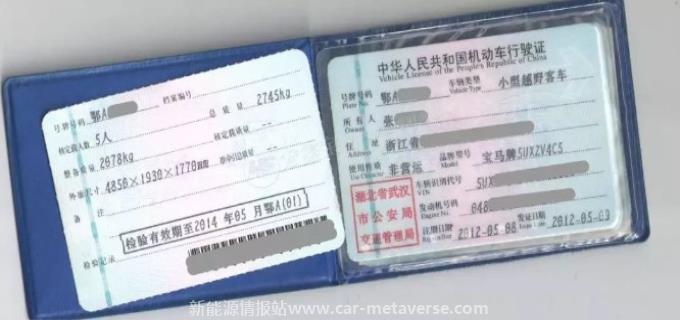 号牌号码 鄂A 档案编号
核定载人数 5人 总质量 2745kg
整备质量 2078kg 核定载质量 --
外廓尺寸 4856×1930×1770mm 准牵引总质量 --
备 注
检验有效期至2014年05月鄂A(01)
检验记录
中华人民共和国机动车行驶证
Vehicle License of the People's Republic of China
号牌号码 鄂A 车辆类型 小型越野客车
Plate No. Vehicle Type
所有人 张
Owner
住 址 浙江省
Address
使用性质 非营运 品牌型号 宝马牌5UXZV4C5
Use Character Model
湖北省武汉
市公安局
交通管理局
车辆识别代号 5UX
VIN
发动机号码 048
Engine No.
注册日期 2012-05-08 发证日期 2012-05-09
Register Date Issue Date
新能源情报站www.car-metaverse.com